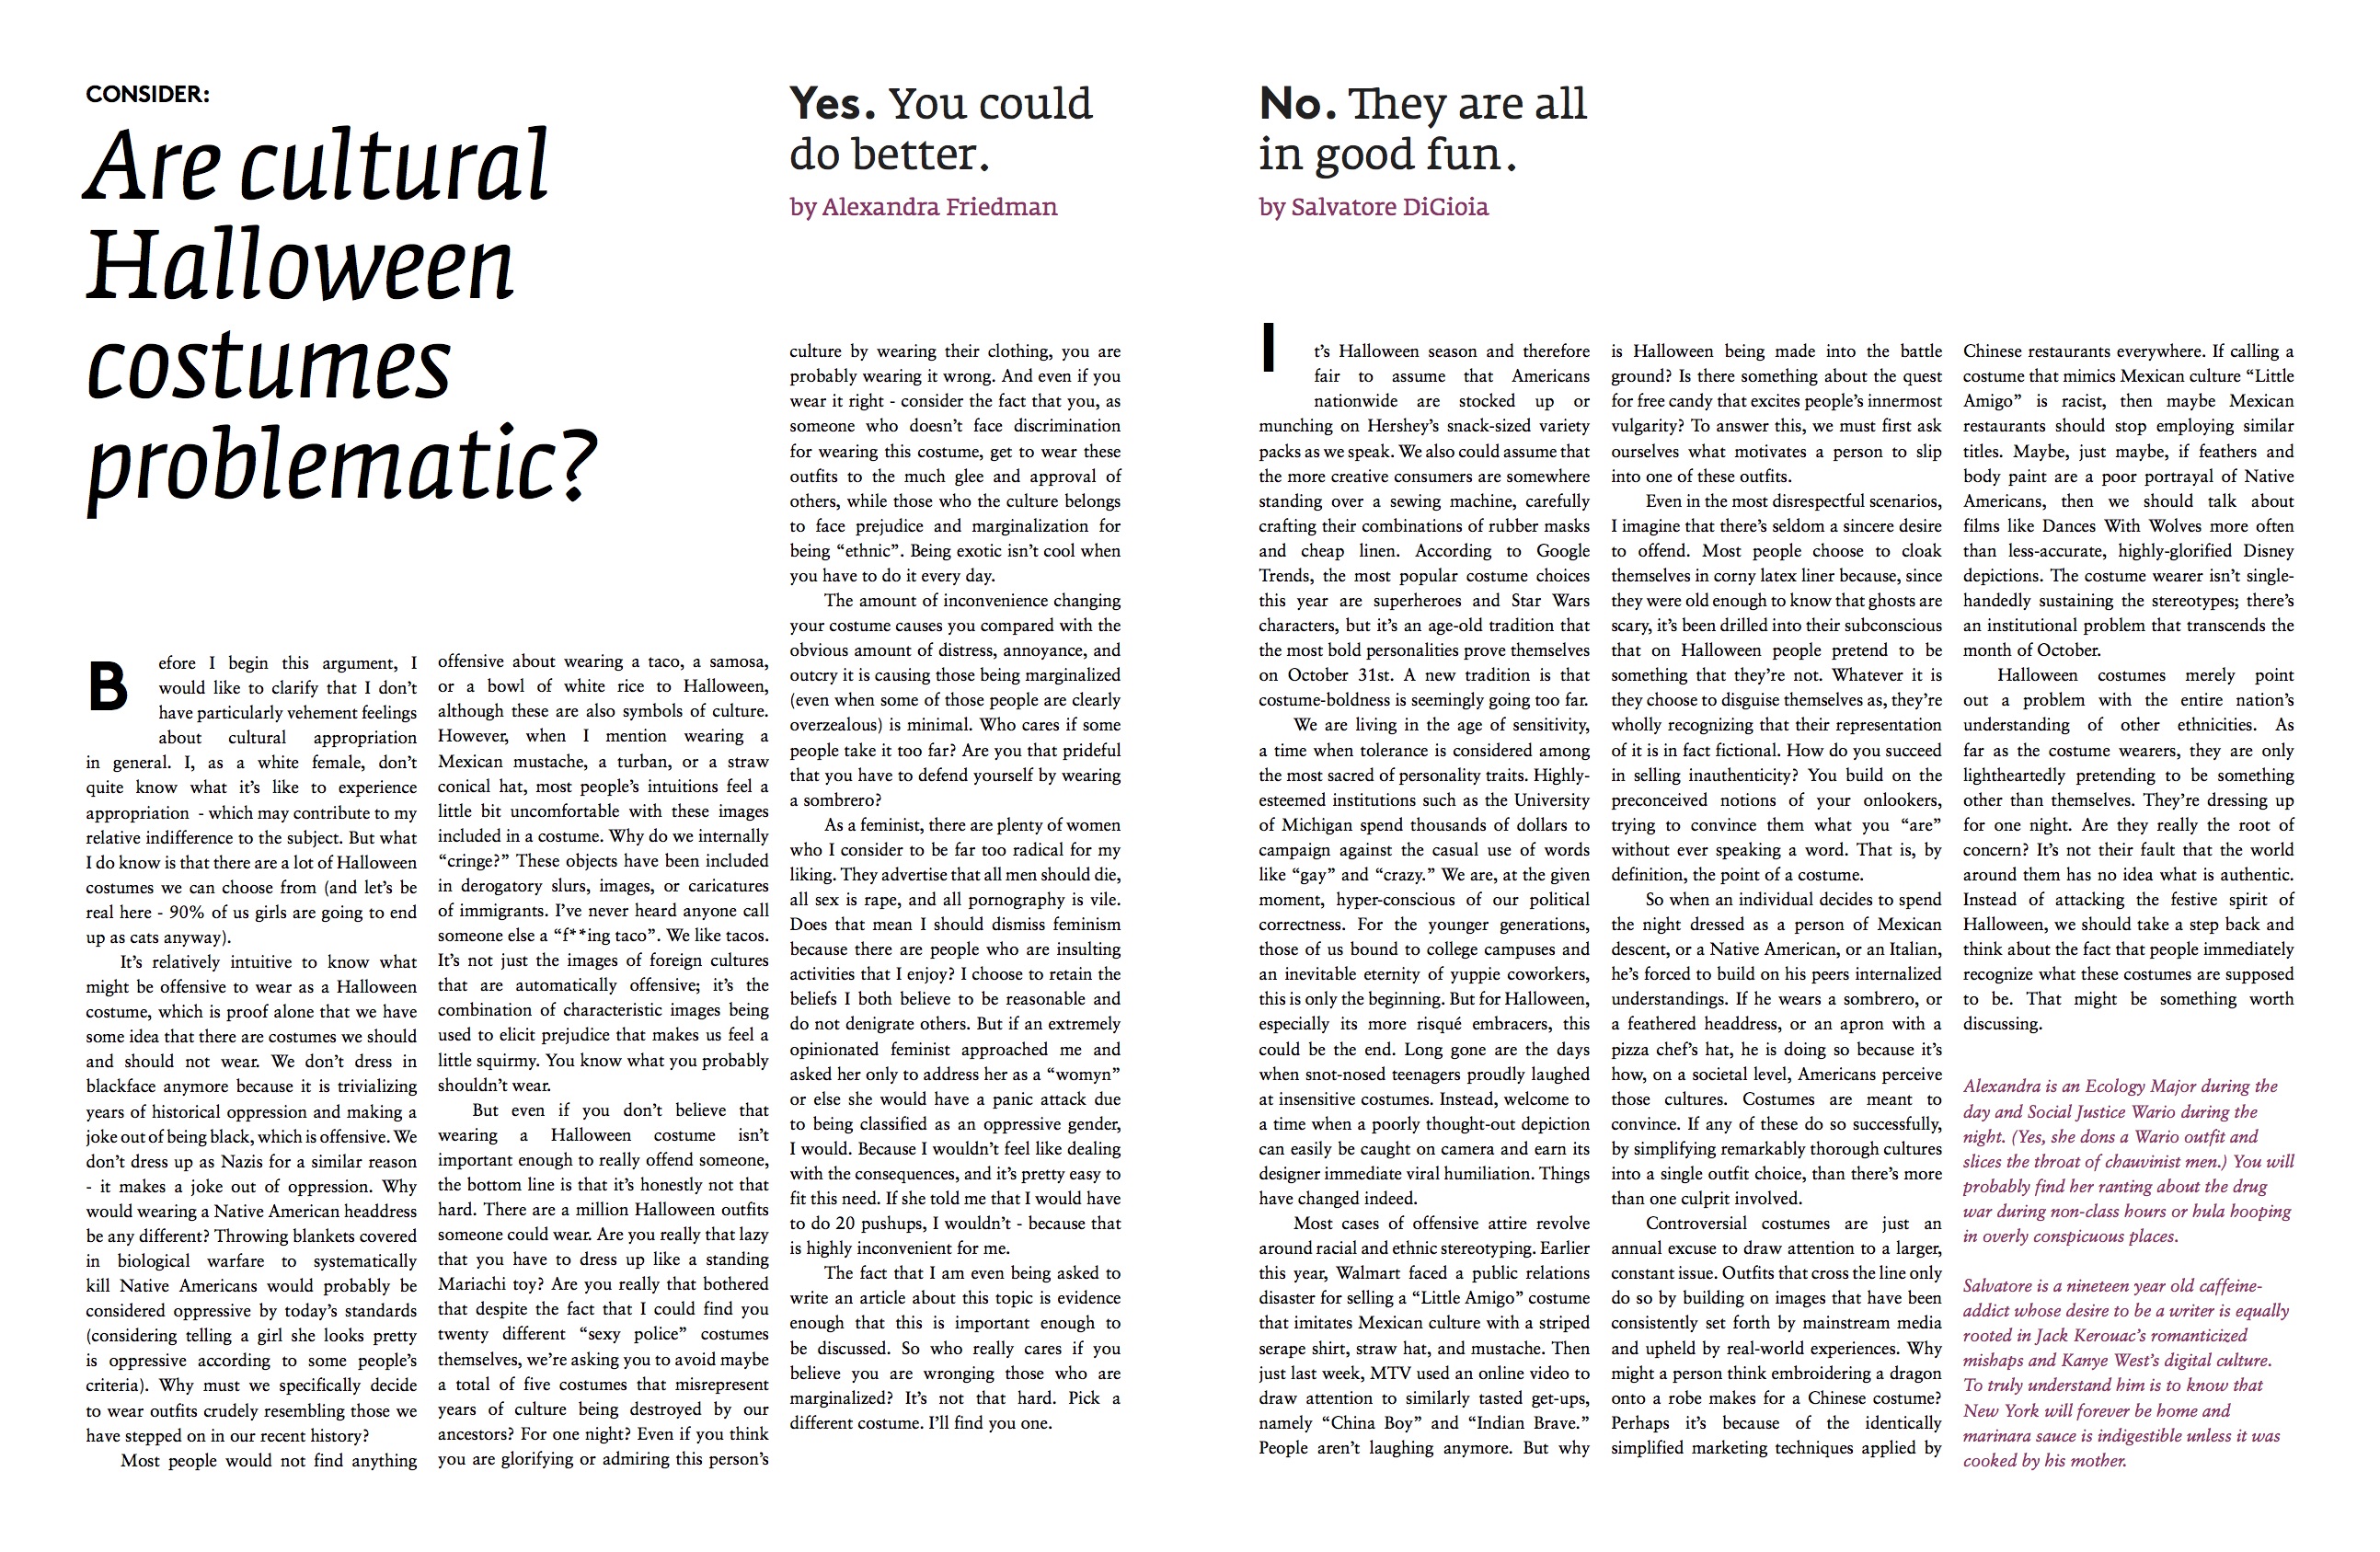 CONSIDER:
Are cultural
Halloween
costumes
problematic?
Before I begin this argument, I
would like to clarify that I don't
have particularly vehement feelings
about cultural appropriation
in general. I, as a white female, don't
quite know what it's like to experience
appropriation - which may contribute to my
relative indifference to the subject. But what
I do know is that there are a lot of Halloween
costumes we can choose from (and let's be
real here - 90% of us girls are going to end
up as cats anyway).
It's relatively intuitive to know what
might be offensive to wear as a Halloween
costume, which is proof alone that we have
some idea that there are costumes we should
and should not wear. We don't dress in
blackface anymore because it is trivializing
years of historical oppression and making a
joke out of being black, which is offensive. We
don't dress up as Nazis for a similar reason
- it makes a joke out of oppression. Why
would wearing a Native American headdress
be any different? Throwing blankets covered
in biological warfare to systematically
kill Native Americans would probably be
considered oppressive by today's standards
(considering telling a girl she looks pretty
is oppressive according to some people's
criteria). Why must we specifically decide
to wear outfits crudely resembling those we
have stepped on in our recent history?
Most people would not find anything
offensive about wearing a taco, a samosa,
or a bowl of white rice to Halloween,
although these are also symbols of culture.
However, when I mention wearing a
Mexican mustache, a turban, or a straw
conical hat, most people's intuitions feel a
little bit uncomfortable with these images
included in a costume. Why do we internally
"cringe?" These objects have been included
in derogatory slurs, images, or caricatures
of immigrants. I've never heard anyone call
someone else a "f**ing taco". We like tacos.
It's not just the images of foreign cultures
that are automatically offensive; it's the
combination of characteristic images being
used to elicit prejudice that makes us feel a
little squirmy. You know what you probably
shouldn't wear.
But even if you don't believe that
wearing a Halloween costume isn't
important enough to really offend someone,
the bottom line is that it's honestly not that
hard. There are a million Halloween outfits
someone could wear. Are you really that lazy
that you have to dress up like a standing
Mariachi toy? Are you really that bothered
that despite the fact that I could find you
twenty different "sexy police" costumes
themselves, we're asking you to avoid maybe
a total of five costumes that misrepresent
years of culture being destroyed by our
ancestors? For one night? Even if you think
you are glorifying or admiring this person's
Yes. You could
do better.
by Alexandra Friedman
culture by wearing their clothing, you are
probably wearing it wrong. And even if you
wear it right - consider the fact that you, as
someone who doesn't face discrimination
for wearing this costume, get to wear these
outfits to the much glee and approval of
others, while those who the culture belongs
to face prejudice and marginalization for
being "ethnic". Being exotic isn't cool when
you have to do it every day.
The amount of inconvenience changing
your costume causes you compared with the
obvious amount of distress, annoyance, and
outcry it is causing those being marginalized
(even when some of those people are clearly
overzealous) is minimal. Who cares if some
people take it too far? Are you that prideful
that you have to defend yourself by wearing
a sombrero?
As a feminist, there are plenty of women
who I consider to be far too radical for my
liking. They advertise that all men should die,
all sex is rape, and all pornography is vile.
Does that mean I should dismiss feminism
because there are people who are insulting
activities that I enjoy? I choose to retain the
beliefs I both believe to be reasonable and
do not denigrate others. But if an extremely
opinionated feminist approached me and
asked her only to address her as a "womyn"
or else she would have a panic attack due
to being classified as an oppressive gender,
I would. Because I wouldn't feel like dealing
with the consequences, and it's pretty easy to
fit this need. If she told me that I would have
to do 20 pushups, I wouldn't - because that
is highly inconvenient for me.
The fact that I am even being asked to
write an article about this topic is evidence
enough that this is important enough to
be discussed. So who really cares if you
believe you are wronging those who are
marginalized? It's not that hard. Pick a
different costume. I'll find you one.
No. They are all
in good fun.
by Salvatore DiGioia
It's Halloween season and therefore
fair to assume that Americans
nationwide are stocked up or
munching on Hershey's snack-sized variety
packs as we speak. We also could assume that
the more creative consumers are somewhere
standing over a sewing machine, carefully
crafting their combinations of rubber masks
and cheap linen. According to Google
Trends, the most popular costume choices
this year are superheroes and Star Wars
characters, but it's an age-old tradition that
the most bold personalities prove themselves
on October 31st. A new tradition is that
costume-boldness is seemingly going too far.
We are living in the age of sensitivity,
a time when tolerance is considered among
the most sacred of personality traits. Highly-
esteemed institutions such as the University
of Michigan spend thousands of dollars to
campaign against the casual use of words
like "gay" and "crazy." We are, at the given
moment, hyper-conscious of our political
correctness. For the younger generations,
those of us bound to college campuses and
an inevitable eternity of yuppie coworkers,
this is only the beginning. But for Halloween,
especially its more risqué embracers, this
could be the end. Long gone are the days
when snot-nosed teenagers proudly laughed
at insensitive costumes. Instead, welcome to
a time when a poorly thought-out depiction
can easily be caught on camera and earn its
designer immediate viral humiliation. Things
have changed indeed.
Most cases of offensive attire revolve
around racial and ethnic stereotyping. Earlier
this year, Walmart faced a public relations
disaster for selling a "Little Amigo" costume
that imitates Mexican culture with a striped
serape shirt, straw hat, and mustache. Then
just last week, MTV used an online video to
draw attention to similarly tasted get-ups,
namely "China Boy" and "Indian Brave."
People aren't laughing anymore. But why
is Halloween being made into the battle
ground? Is there something about the quest
for free candy that excites people's innermost
vulgarity? To answer this, we must first ask
ourselves what motivates a person to slip
into one of these outfits.
Even in the most disrespectful scenarios,
I imagine that there's seldom a sincere desire
to offend. Most people choose to cloak
themselves in corny latex liner because, since
they were old enough to know that ghosts are
scary, it's been drilled into their subconscious
that on Halloween people pretend to be
something that they're not. Whatever it is
they choose to disguise themselves as, they're
wholly recognizing that their representation
of it is in fact fictional. How do you succeed
in selling inauthenticity? You build on the
preconceived notions of your onlookers,
trying to convince them what you "are"
without ever speaking a word. That is, by
definition, the point of a costume.
So when an individual decides to spend
the night dressed as a person of Mexican
descent, or a Native American, or an Italian,
he's forced to build on his peers internalized
understandings. If he wears a sombrero, or
a feathered headdress, or an apron with a
pizza chef's hat, he is doing so because it's
how, on a societal level, Americans perceive
those cultures. Costumes are meant to
convince. If any of these do so successfully,
by simplifying remarkably thorough cultures
into a single outfit choice, than there's more
than one culprit involved.
Controversial costumes are just an
annual excuse to draw attention to a larger,
constant issue. Outfits that cross the line only
do so by building on images that have been
consistently set forth by mainstream media
and upheld by real-world experiences. Why
might a person think embroidering a dragon
onto a robe makes for a Chinese costume?
Perhaps it's because of the identically
simplified marketing techniques applied by
Chinese restaurants everywhere. If calling a
costume that mimics Mexican culture "Little
Amigo" is racist, then maybe Mexican
restaurants should stop employing similar
titles. Maybe, just maybe, if feathers and
body paint are a poor portrayal of Native
Americans, then we should talk about
films like Dances With Wolves more often
than less-accurate, highly-glorified Disney
depictions. The costume wearer isn't single-
handedly sustaining the stereotypes; there's
an institutional problem that transcends the
month of October.
Halloween costumes merely point
out a problem with the entire nation's
understanding of other ethnicities. As
far as the costume wearers, they are only
lightheartedly pretending to be something
other than themselves. They're dressing up
for one night. Are they really the root of
concern? It's not their fault that the world
around them has no idea what is authentic.
Instead of attacking the festive spirit of
Halloween, we should take a step back and
think about the fact that people immediately
recognize what these costumes are supposed
to be. That might be something worth
discussing.
Alexandra is an Ecology Major during the
day and Social Justice Wario during the
night. (Yes, she dons a Wario outfit and
slices the throat of chauvinist men.) You will
probably find her ranting about the drug
war during non-class hours or hula hooping
in overly conspicuous places.
Salvatore is a nineteen year old caffeine-
addict whose desire to be a writer is equally
rooted in Jack Kerouac's romanticized
mishaps and Kanye West's digital culture.
To truly understand him is to know that
New York will forever be home and
marinara sauce is indigestible unless it was
cooked by his mother.